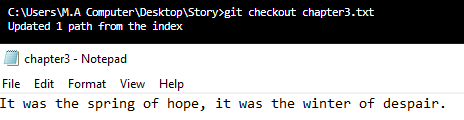 C:\Users\M.A Computer\Desktop\Story>git checkout chapter3.txt
Updated 1 path from the index
chapter3 - Notepad
File Edit Format View Help
It was the spring of hope, it was the winter of despair.